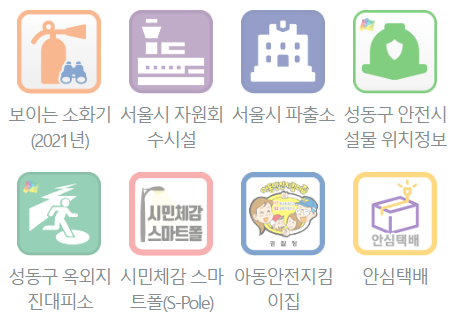 보이는 소화기
(2021년)
서울시 자원회
수시설
서울시 파출소
성동구 안전시
설물 위치정보
시민체감
스마트폴
아동안전지킴이집
경찰청
안심택배
성동구 옥외지
진대피소
시민체감 스마
트폴(S-Pole)
아동안전지킴
이집
안심택배